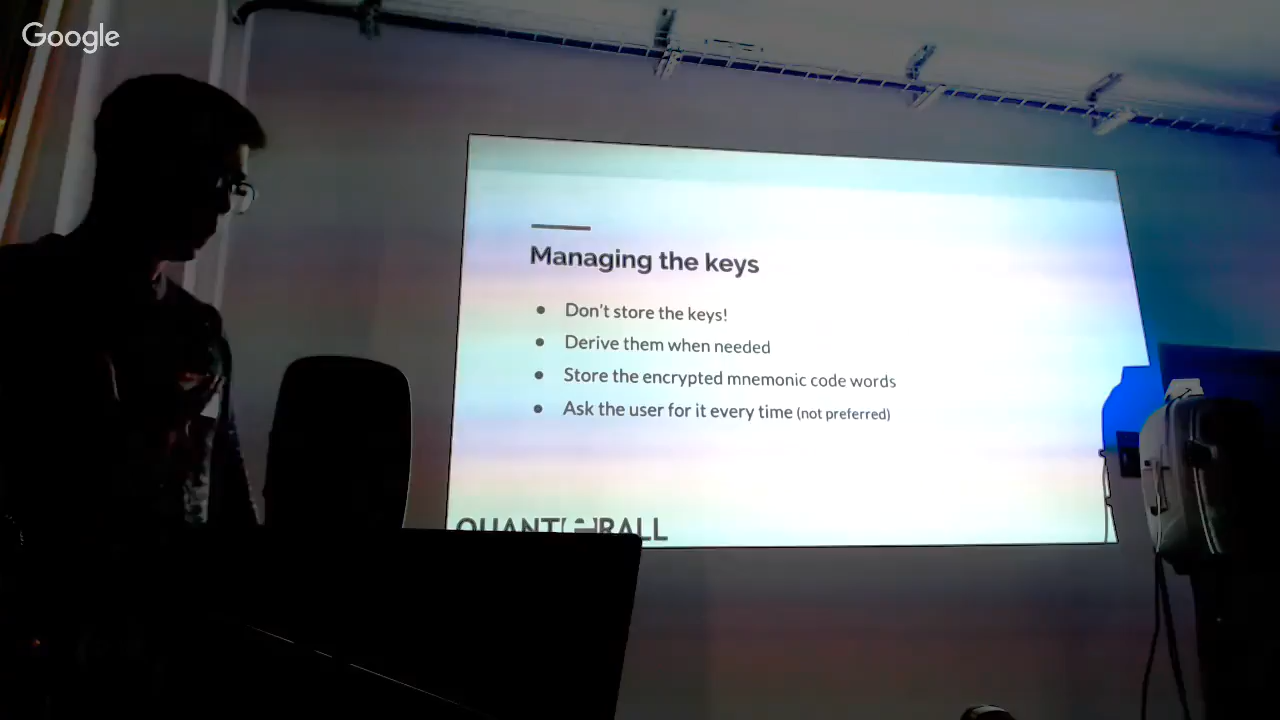 Google
Managing the keys
Don't store the keys!
Derive them when needed
Store the encrypted mnemonic code words
Ask the user for it every time (not preferred)